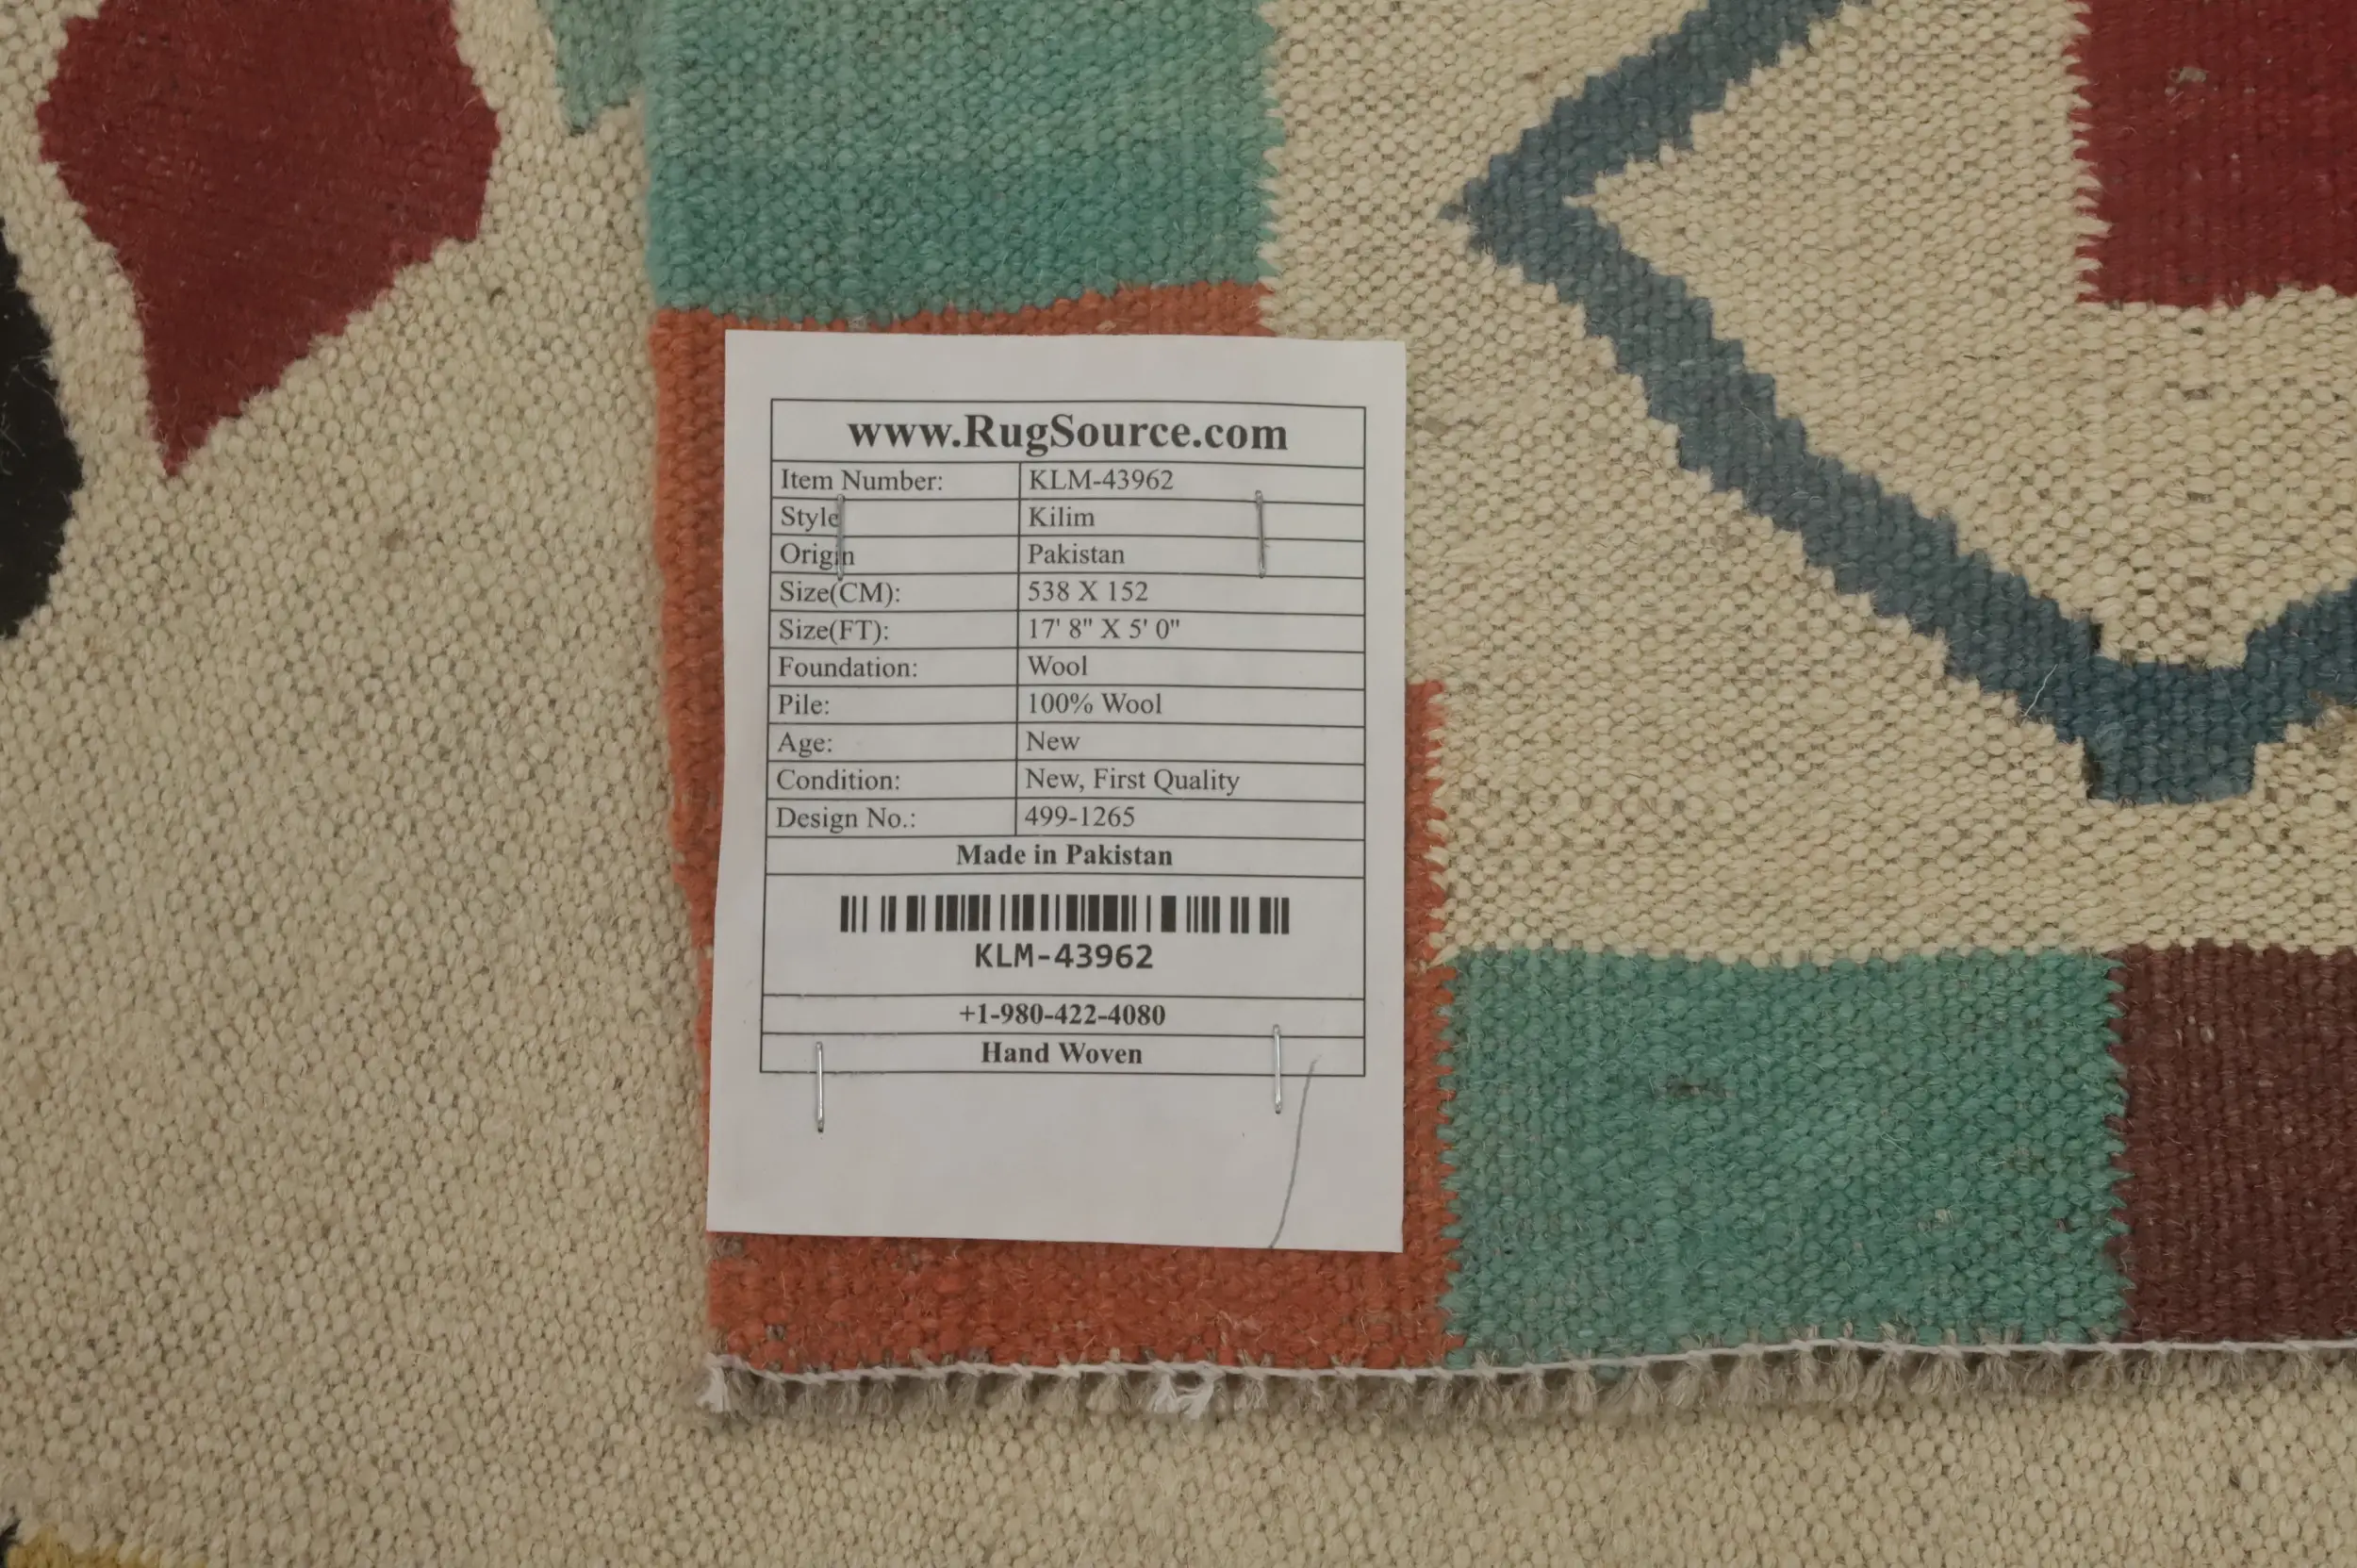 www.RugSource.com
Item Number: KLM-43962
Style Kilim
Origin Pakistan
Size(CM): 538 X 152
Size(FT): 17' 8" X 5' 0"
Foundation: Wool
Pile: 100% Wool
Age: New
Condition: New, First Quality
Design No.: 499-1265
Made in Pakistan
KLM-43962
+1-980-422-4080
Hand Woven